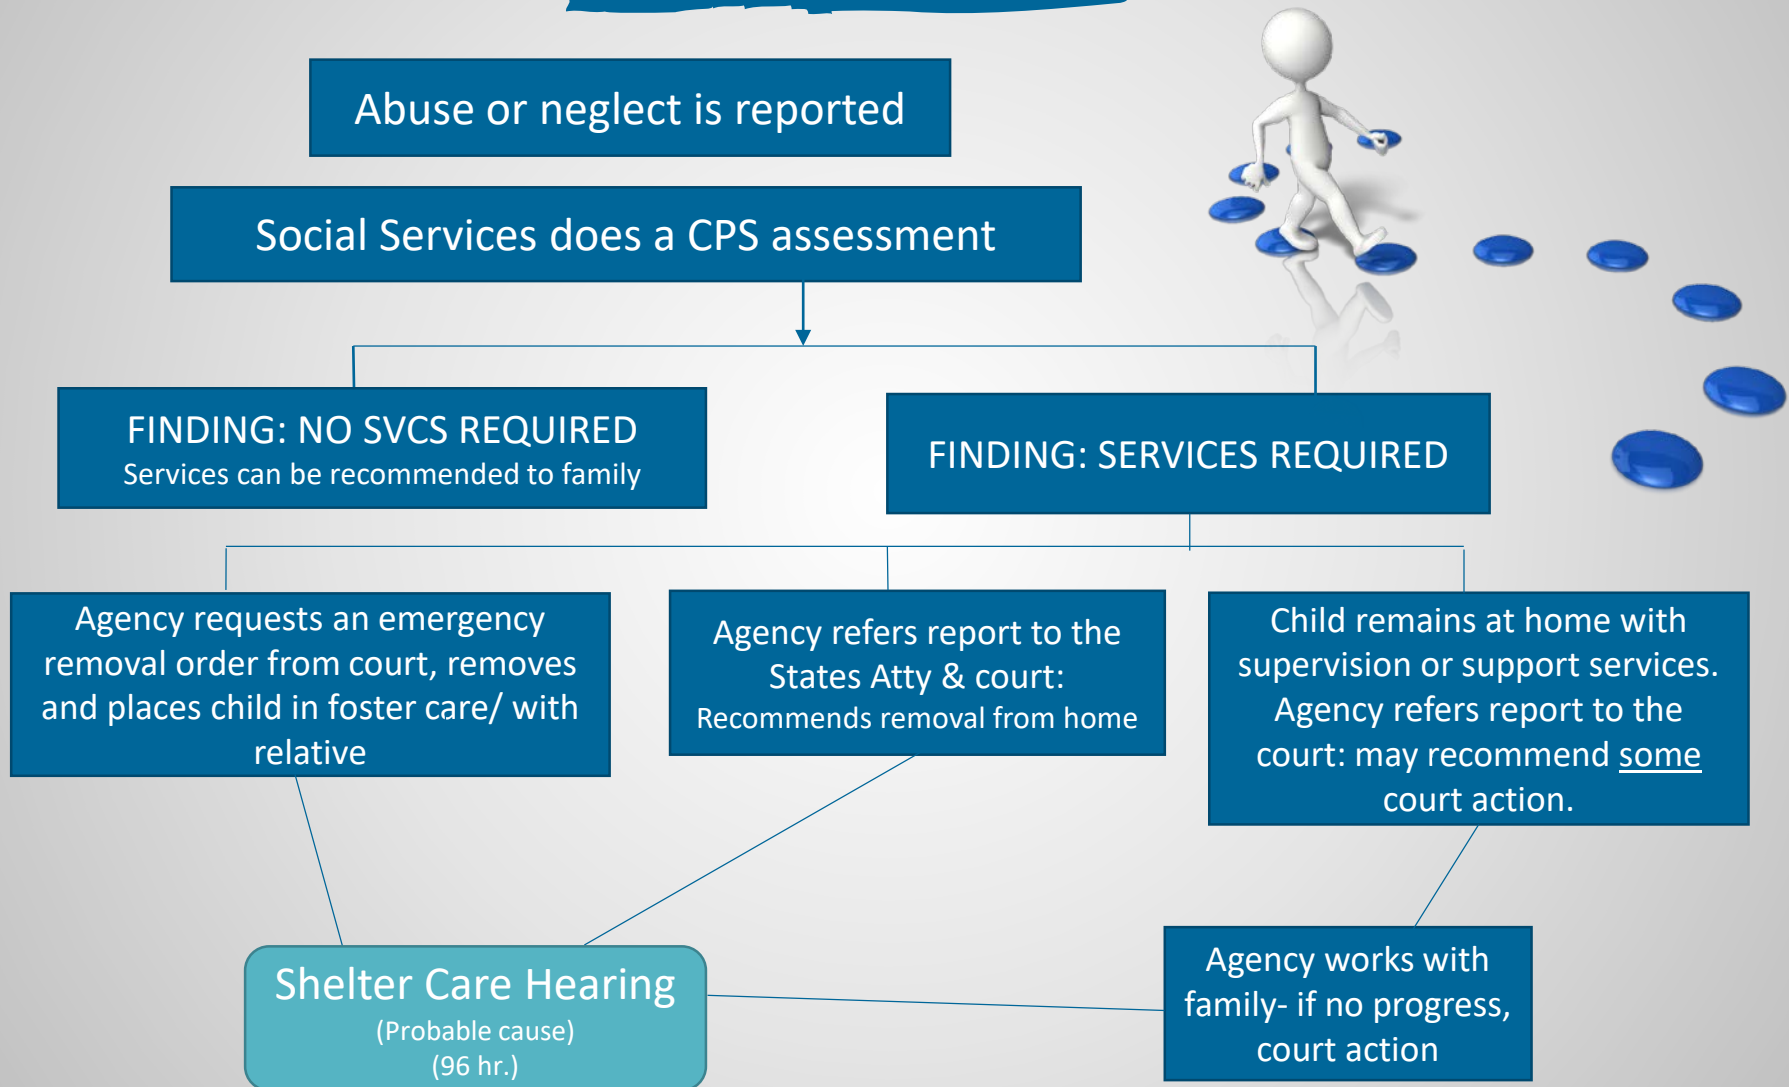 Abuse or neglect is reported
Social Services does a CPS assessment
FINDING: NO SVCS REQUIRED
Services can be recommended to family
FINDING: SERVICES REQUIRED
Agency requests an emergency
removal order from court, removes
and places child in foster care/ with
relative
Agency refers report to the
States Atty & court:
Recommends removal from home
Child remains at home with
supervision or support services.
Agency refers report to the
court: may recommend some
court action.
Shelter Care Hearing
(Probable cause)
(96 hr.)
Agency works with
family- if no progress,
court action